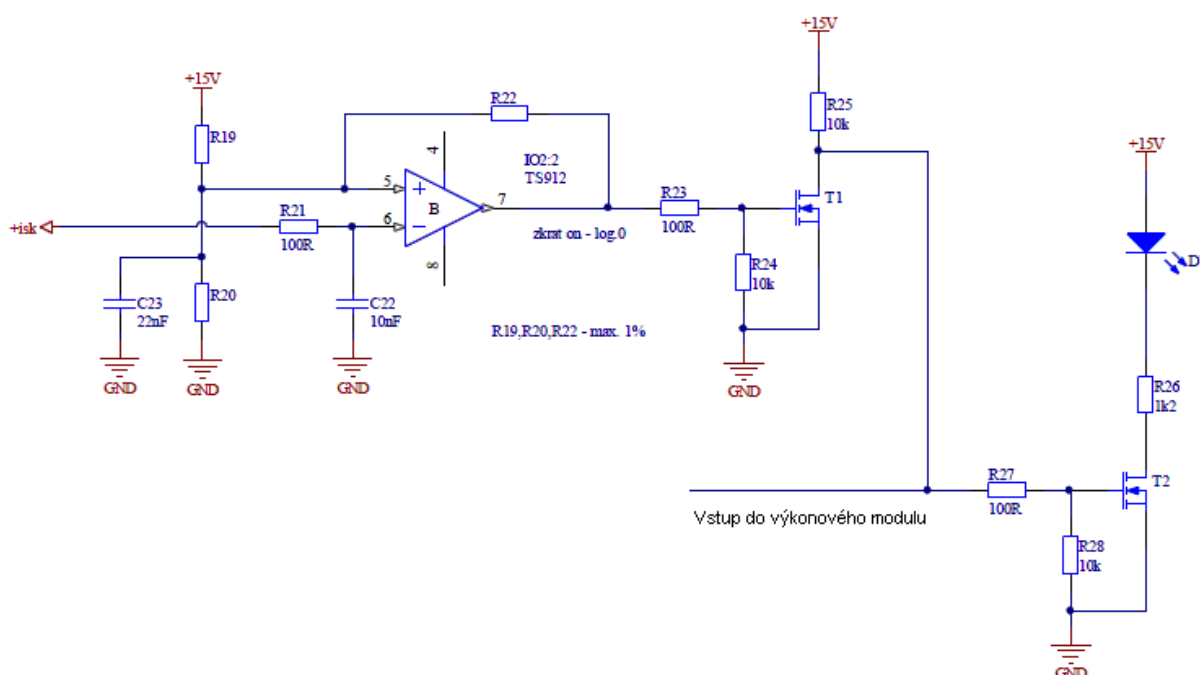 +15V
R25
10k
+15V
R22
R19
4
IO2:2
TS912
5
+
B
7
6
−
R23
100R
T1
+15V
+isk
R21
100R
zkrat on - log.0
R24
10k
8
D
C23
22nF
R20
C22
10nF
R19,R20,R22 - max. 1%
GND
GND
GND
GND
R26
1k2
R27
100R
T2
Vstup do výkonového modulu
R28
10k
GND